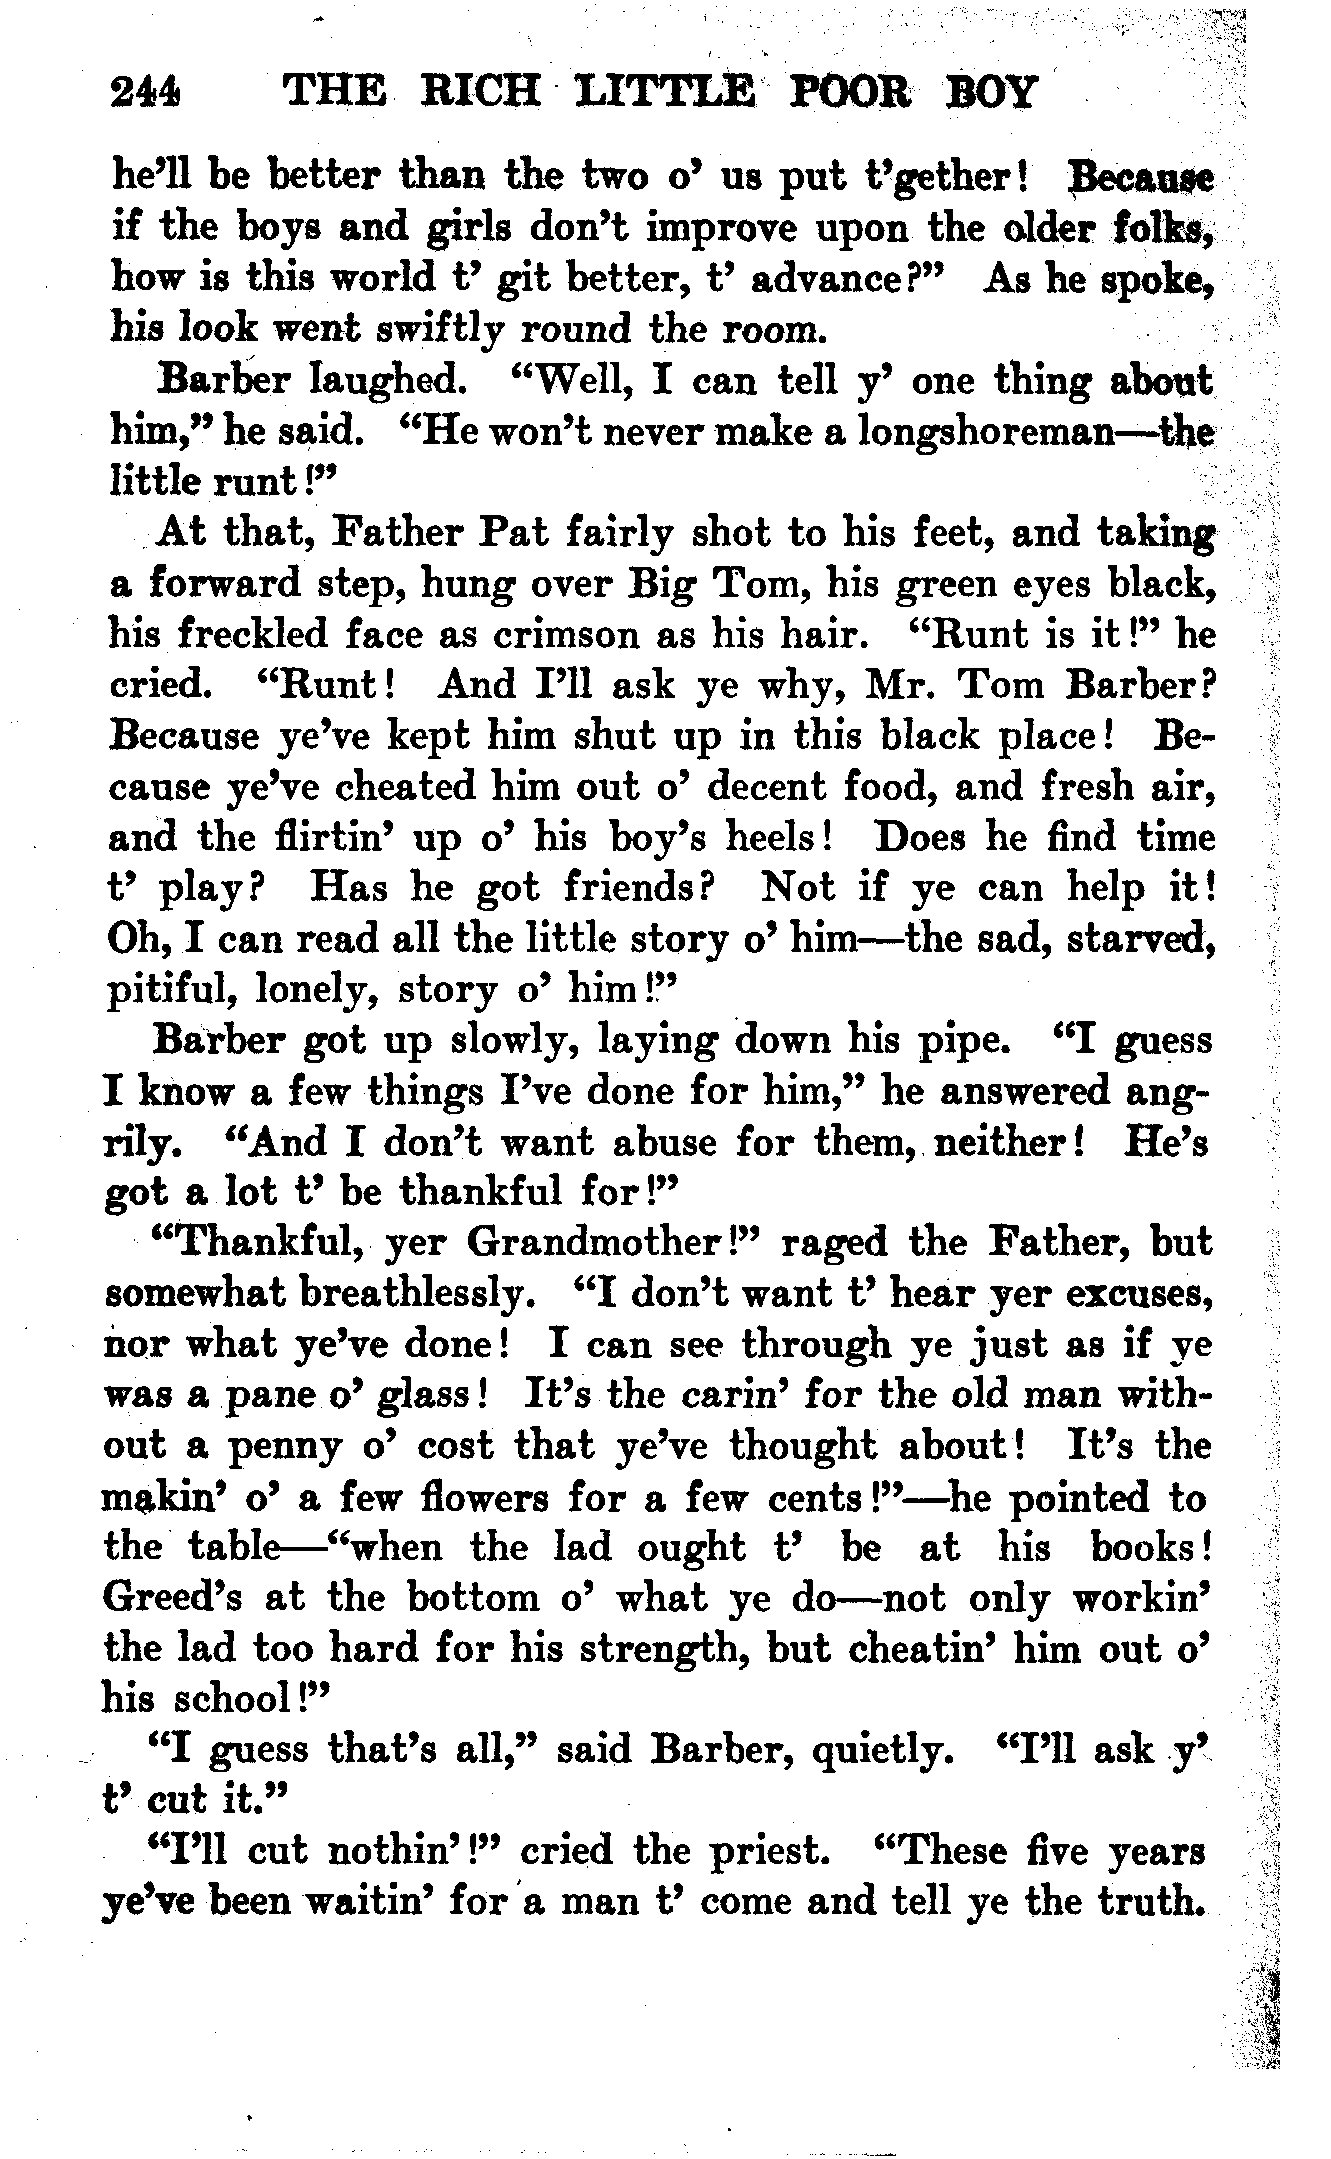 244 THE RICH LITTLE POOR BOY
he'll be better than the two o' us put t'gether! Because
if the boys and girls don't improve upon the older folks,
how is this world t' git better, t' advance?" As he spoke,
his look went swiftly round the room.
Barber laughed. "Well, I can tell y' one thing about
him," he said. "He won't never make a longshoreman—the
little runt!"
At that, Father Pat fairly shot to his feet, and taking
a forward step, hung over Big Tom, his green eyes black,
his freckled face as crimson as his hair. "Runt is it!" he
cried. "Runt! And I'll ask ye why, Mr. Tom Barber?
Because ye've kept him shut up in this black place! Be-
cause ye've cheated him out o' decent food, and fresh air,
and the flirtin' up o' his boy's heels! Does he find time
t' play? Has he got friends? Not if ye can help it!
Oh, I can read all the little story o' him—the sad, starved,
pitiful, lonely, story o' him!"
Barber got up slowly, laying down his pipe. "I guess
I know a few things I've done for him," he answered ang-
rily. "And I don't want abuse for them, neither! He's
got a lot t' be thankful for!"
"Thankful, yer Grandmother!" raged the Father, but
somewhat breathlessly. "I don't want t' hear yer excuses,
nor what ye've done! I can see through ye just as if ye
was a pane o' glass! It's the carin' for the old man with-
out a penny o' cost that ye've thought about! It's the
makin' o' a few flowers for a few cents!"—he pointed to
the table—"when the lad ought t' be at his books!
Greed's at the bottom o' what ye do—not only workin'
the lad too hard for his strength, but cheatin' him out o'
his school!"
"I guess that's all," said Barber, quietly. "I'll ask y'
t' cut it."
"I'll cut nothin'!" cried the priest. "These five years
ye've been waitin' for a man t' come and tell ye the truth.